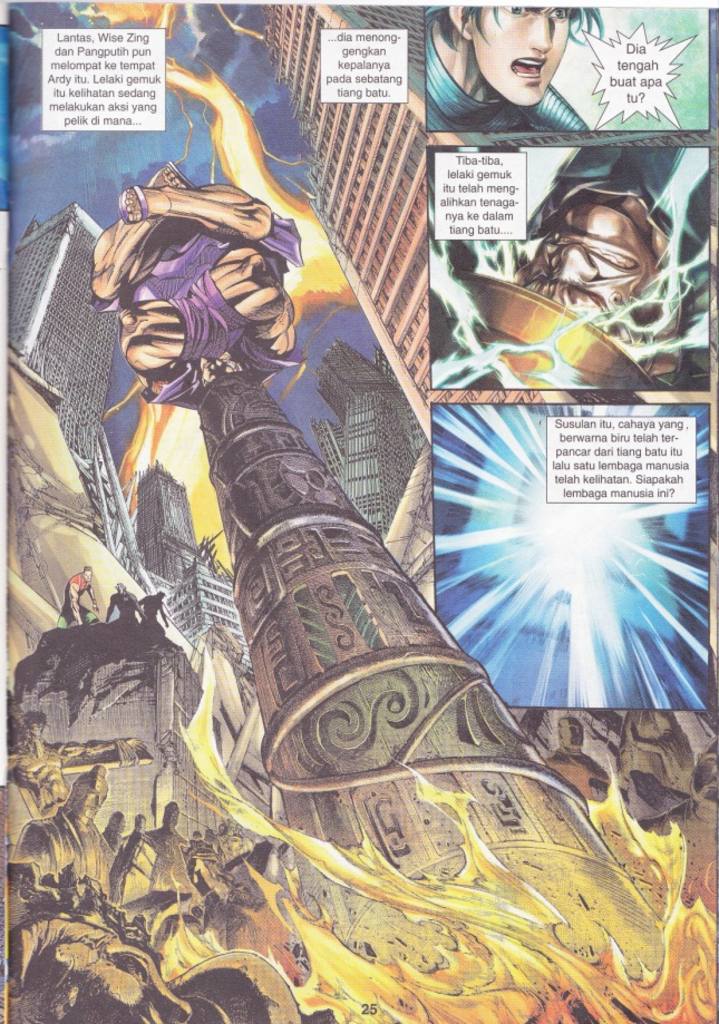 Lantas, Wise Zing
dan Pangputih pun
melompat ke tempat
Ardy itu. Lelaki gemuk
itu kelihatan sedang
melakukan aksi yang
pelik di mana...
...dia menong-
gengkan
kepalanya
pada sebatang
tiang batu.
Dia
tengah
buat apa
tu?
Tiba-tiba,
lelaki gemuk
itu telah meng-
alihkan tenaga-
nya ke dalam
tiang batu....
Susulan itu, cahaya yang
berwarna biru telah ter-
pancar dari tiang batu itu
lalu satu lembaga manusia
telah kelihatan. Siapakah
lembaga manusia ini?
25